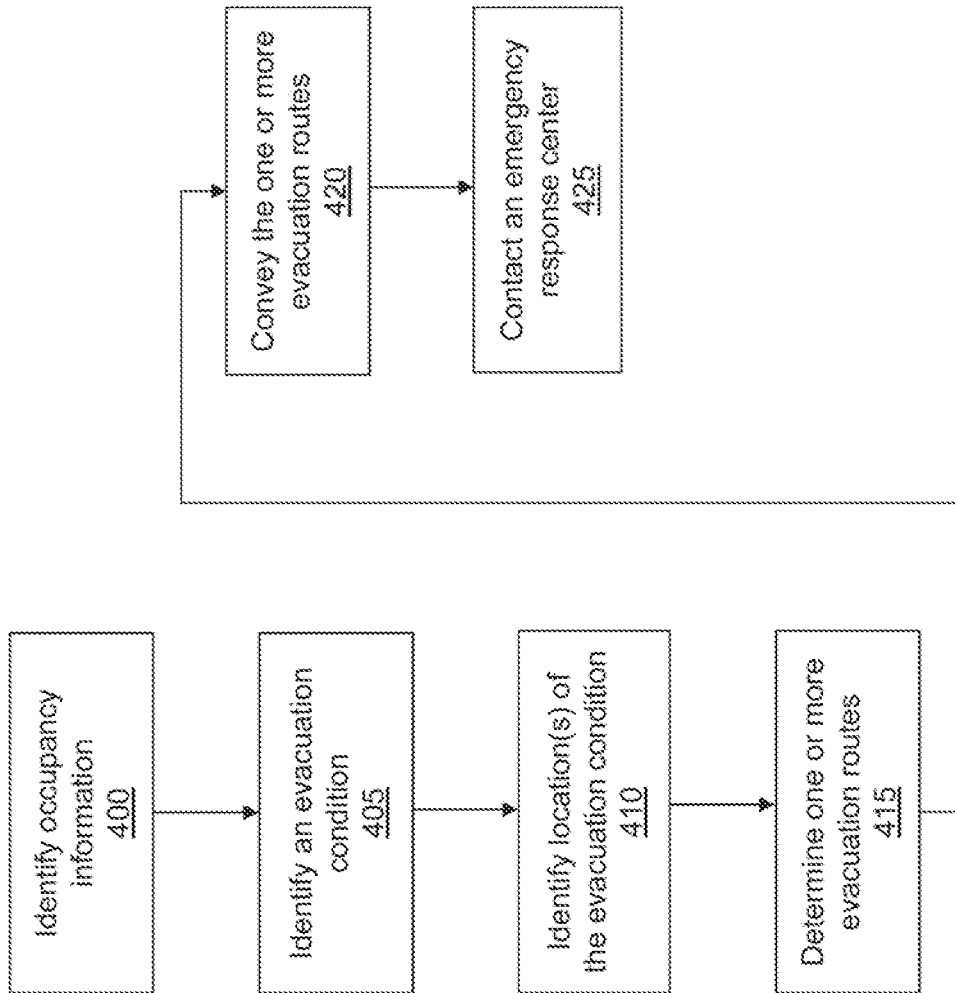 Identify occupancy
information
400
Identify an evacuation
condition
405
Identify location(s) of
the evacuation condition
410
Determine one or more
evacuation routes
415
Convey the one or more
evacuation routes
420
Contact an emergency
response center
425